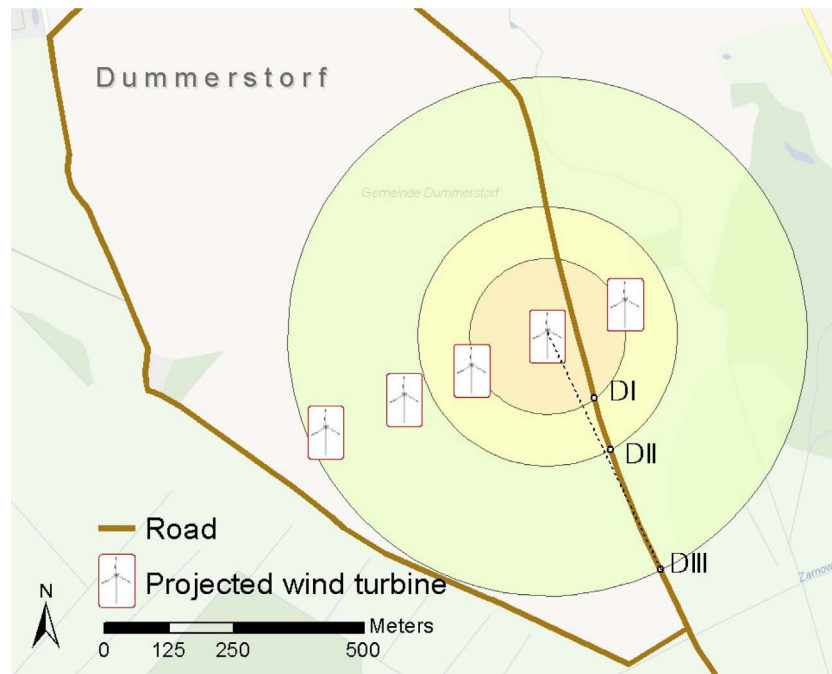 Dummerstorf
Gemeinde Dummerstorf
DI
DII
DIII
Road
Projected wind turbine
N
Meters
0 125 250 500